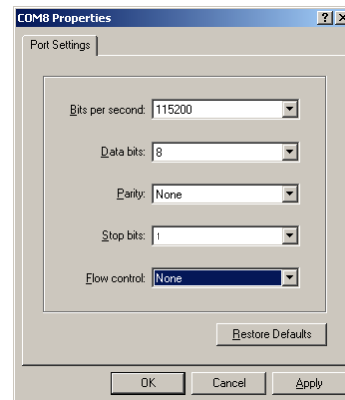 COM8 Properties
Port Settings
Bits per second: 115200
Data bits: 8
Parity: None
Stop bits: 1
Flow control: None
Restore Defaults
OK Cancel Apply